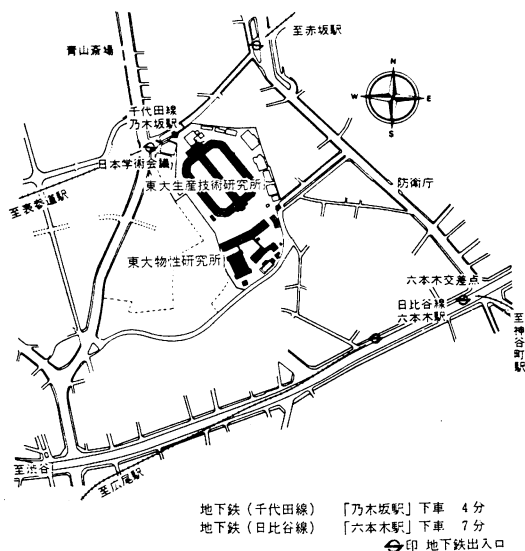 至赤坂駅
青山斎場
N
W E
S
千代田線
乃木坂駅
日本学術会議
東大生産技術研究所
防衛庁
至表参道駅
東大物性研究所
六本木交差点
日比谷線
六本木駅
至神谷町駅
至渋谷
至広尾駅
地下鉄(千代田線) 「乃木坂駅」下車 4分
地下鉄(日比谷線) 「六本木駅」下車 7分
印 地下鉄出入口